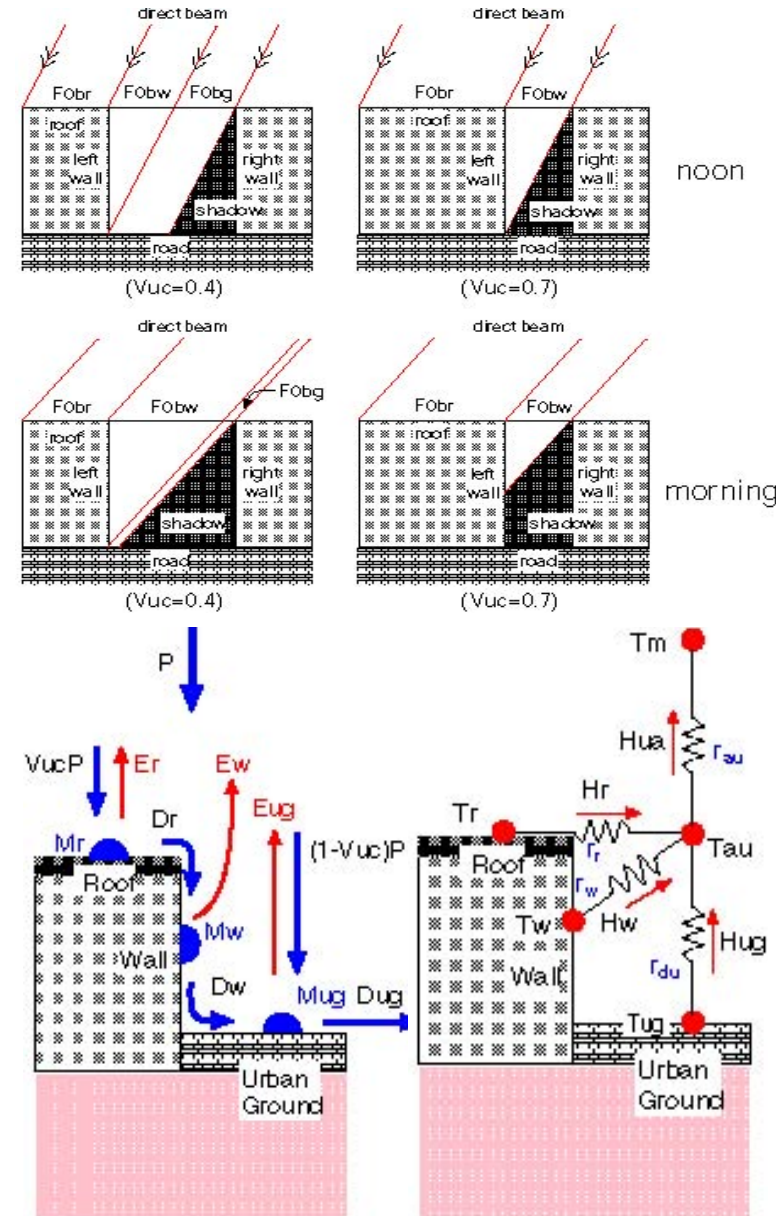 direct beam direct beam
F0br F0bw F0bg F0br F0bw
roof left wall right wall shadow road
roof left wall right wall shadow road
noon
(Vuc=0.4) (Vuc=0.7)
direct beam direct beam
F0br F0bw F0bg F0br F0bw
roof left wall right wall shadow road
roof left wall right wall shadow road
morning
(Vuc=0.4) (Vuc=0.7)
P
VucP Er Ew
Dr Eug
Mr (1-Vuc)P
Roof
Mw
Wall
Dw
Mug Dug
Urban
Ground
Tm
Hua rau
Tr Hr
rr Tau
Roof
rw
Tw Hw Hug
Wall rdu
Tug
Urban
Ground